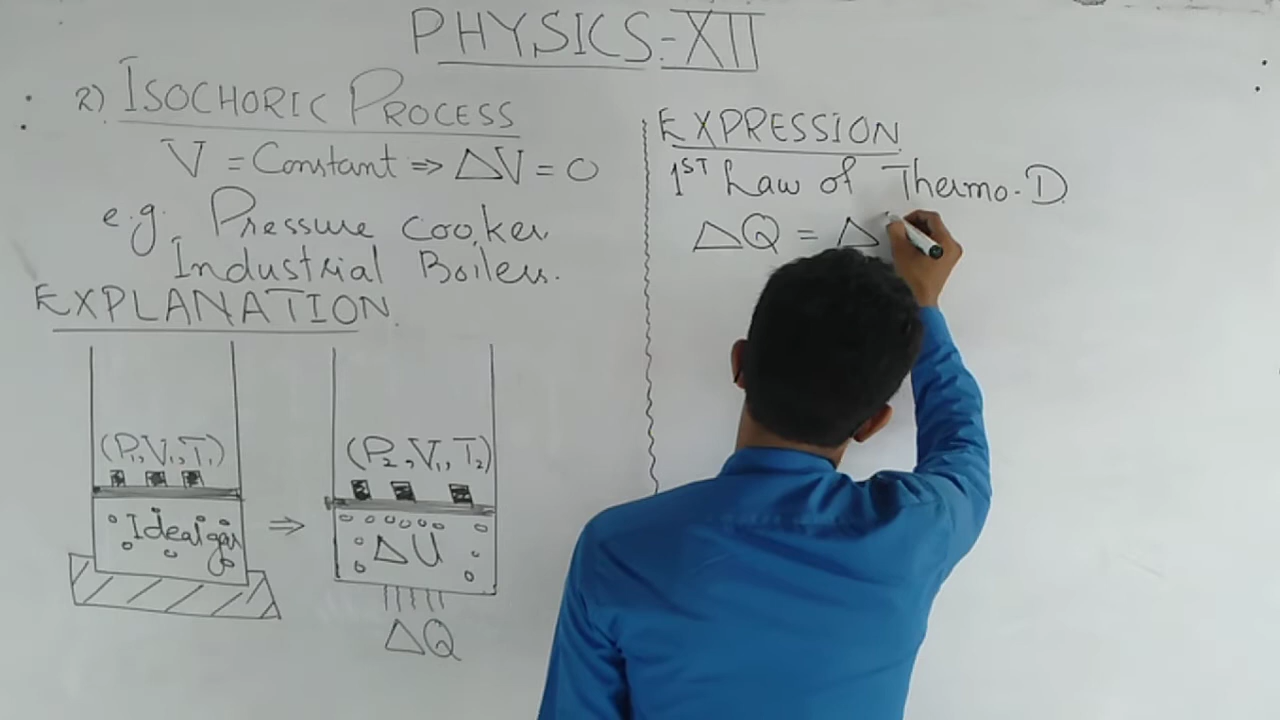 PHYSICS-XII
2) ISOCHORIC PROCESS
V = Constant ⇒ ΔV = 0
e.g. Pressure cooker
Industrial Boilers.
EXPLANATION.
(P₁, V₁, T₁)
Ideal gas
⇒
(P₂, V₁, T₂)
ΔU
ΔQ
EXPRESSION
1ST Law of Thermo.D
ΔQ = Δ